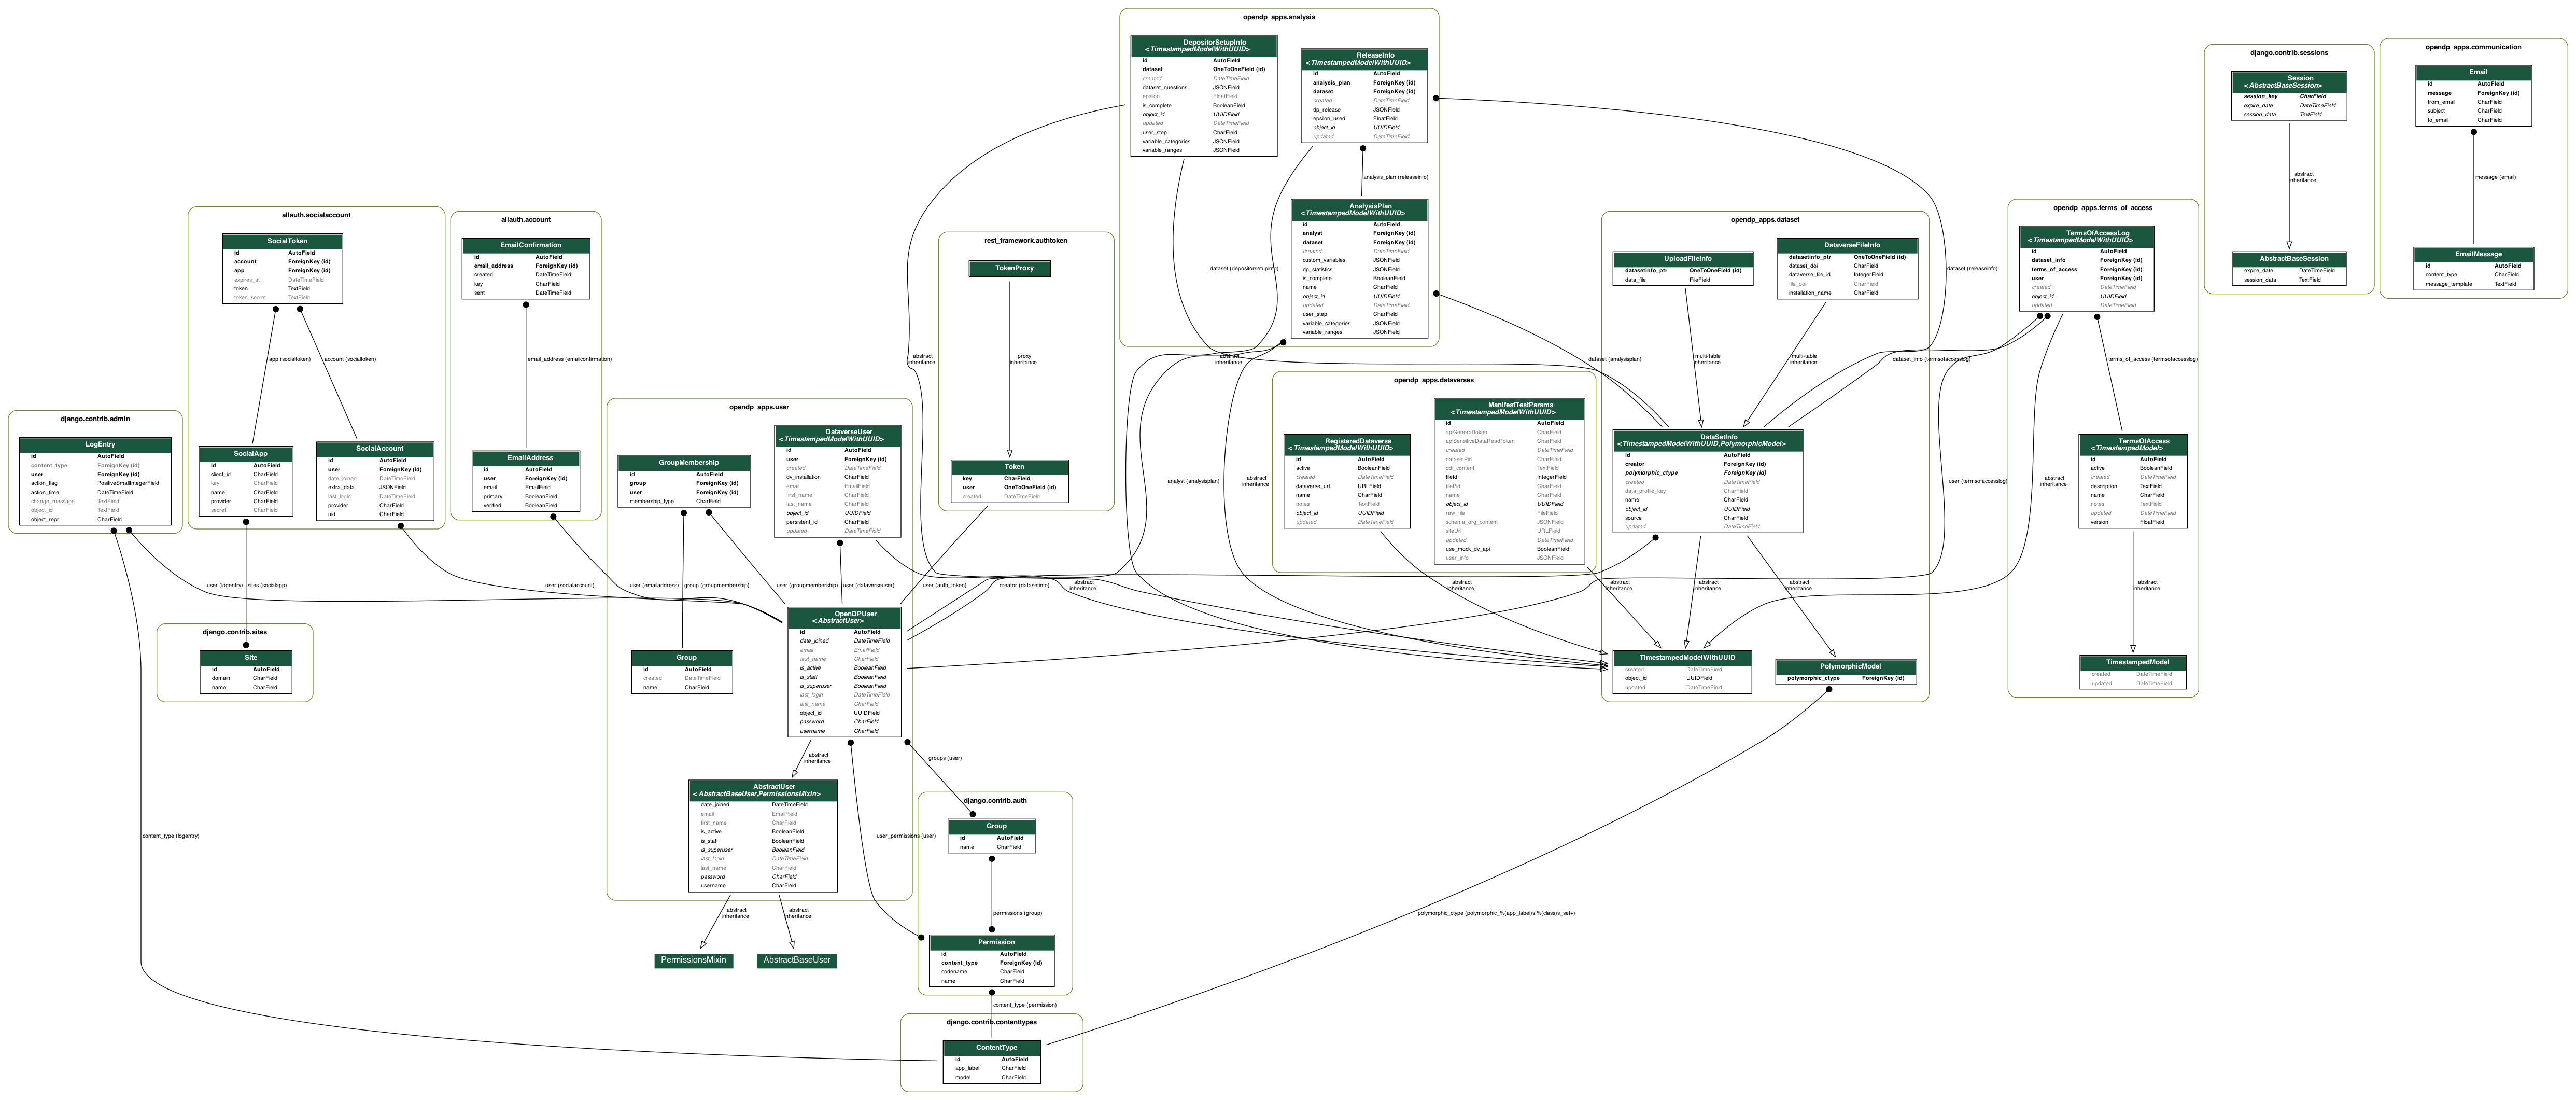 opendp_apps.analysis
DepositorSetupInfo
<TimestampedModelWithUUID>
id AutoField
dataset OneToOneField (id)
created DateTimeField
dataset_questions JSONField
epsilon FloatField
is_complete BooleanField
object_id UUIDField
updated DateTimeField
user_step CharField
variable_categories JSONField
variable_ranges JSONField
ReleaseInfo
<TimestampedModelWithUUID>
id AutoField
analysis_plan ForeignKey (id)
dataset ForeignKey (id)
created DateTimeField
dp_release JSONField
epsilon_used FloatField
object_id UUIDField
updated DateTimeField
analysis_plan (releaseinfo)
AnalysisPlan
<TimestampedModelWithUUID>
id AutoField
analyst ForeignKey (id)
dataset ForeignKey (id)
created DateTimeField
custom_variables JSONField
dp_statistics JSONField
is_complete BooleanField
name CharField
object_id UUIDField
updated DateTimeField
user_step CharField
variable_categories JSONField
variable_ranges JSONField
django.contrib.sessions
Session
<AbstractBaseSession>
session_key CharField
expire_date DateTimeField
session_data TextField
abstract
inheritance
AbstractBaseSession
expire_date DateTimeField
session_data TextField
opendp_apps.communication
Email
id AutoField
message ForeignKey (id)
from_email CharField
subject CharField
to_email CharField
message (email)
EmailMessage
id AutoField
content_type CharField
message_template TextField
allauth.socialaccount
SocialToken
id AutoField
account ForeignKey (id)
app ForeignKey (id)
expires_at DateTimeField
token TextField
token_secret TextField
app (socialtoken)
account (socialtoken)
SocialApp
id AutoField
client_id CharField
key CharField
name CharField
provider CharField
secret CharField
SocialAccount
id AutoField
user ForeignKey (id)
date_joined DateTimeField
extra_data JSONField
last_login DateTimeField
provider CharField
uid CharField
allauth.account
EmailConfirmation
id AutoField
email_address ForeignKey (id)
created DateTimeField
key CharField
sent DateTimeField
email_address (emailconfirmation)
EmailAddress
id AutoField
user ForeignKey (id)
email EmailField
primary BooleanField
verified BooleanField
rest_framework.authtoken
TokenProxy
proxy
inheritance
Token
key CharField
user OneToOneField (id)
created DateTimeField
opendp_apps.dataset
UploadFileInfo
datasetinfo_ptr OneToOneField (id)
data_file FileField
DataverseFileInfo
datasetinfo_ptr OneToOneField (id)
dataset_doi CharField
dataverse_file_id IntegerField
file_doi CharField
installation_name CharField
multi-table
inheritance
multi-table
inheritance
DataSetInfo
<TimestampedModelWithUUID,PolymorphicModel>
id AutoField
creator ForeignKey (id)
polymorphic_ctype ForeignKey (id)
created DateTimeField
data_profile_key CharField
name CharField
object_id UUIDField
source CharField
updated DateTimeField
abstract
inheritance
abstract
inheritance
TimestampedModelWithUUID
created DateTimeField
object_id UUIDField
updated DateTimeField
PolymorphicModel
polymorphic_ctype ForeignKey (id)
opendp_apps.terms_of_access
TermsOfAccessLog
<TimestampedModelWithUUID>
id AutoField
dataset_info ForeignKey (id)
terms_of_access ForeignKey (id)
user ForeignKey (id)
created DateTimeField
object_id UUIDField
updated DateTimeField
terms_of_access (termsofaccesslog)
TermsOfAccess
<TimestampedModel>
id AutoField
active BooleanField
created DateTimeField
description TextField
name CharField
notes TextField
updated DateTimeField
version FloatField
abstract
inheritance
TimestampedModel
created DateTimeField
updated DateTimeField
dataset (depositorsetupinfo)
dataset (releaseinfo)
abstract
inheritance
abstract
inheritance
dataset (analysisplan)
dataset_info (termsofaccesslog)
opendp_apps.dataverses
RegisteredDataverse
<TimestampedModelWithUUID>
id AutoField
active BooleanField
created DateTimeField
dataverse_url URLField
name CharField
notes TextField
object_id UUIDField
updated DateTimeField
ManifestTestParams
<TimestampedModelWithUUID>
id AutoField
apiGeneralToken CharField
apiSensitiveDataReadToken CharField
created DateTimeField
datasetPid CharField
ddi_content TextField
fileId IntegerField
filePid CharField
name CharField
object_id UUIDField
raw_file FileField
schema_org_content JSONField
siteUrl URLField
updated DateTimeField
use_mock_dv_api BooleanField
user_info JSONField
abstract
inheritance
abstract
inheritance
analyst (analysisplan)
abstract
inheritance
user (termsofaccesslog)
abstract
inheritance
django.contrib.admin
LogEntry
id AutoField
content_type ForeignKey (id)
user ForeignKey (id)
action_flag PositiveSmallIntegerField
action_time DateTimeField
change_message TextField
object_id TextField
object_repr CharField
opendp_apps.user
DataverseUser
<TimestampedModelWithUUID>
id AutoField
user ForeignKey (id)
created DateTimeField
dv_installation CharField
email EmailField
first_name CharField
last_name CharField
object_id UUIDField
persistent_id CharField
updated DateTimeField
GroupMembership
id AutoField
group ForeignKey (id)
user ForeignKey (id)
membership_type CharField
user (logentry)
sites (socialapp)
user (socialaccount)
user (emailaddress)
group (groupmembership)
user (groupmembership)
user (dataverseuser)
user (auth_token)
creator (datasetinfo)
abstract
inheritance
OpenDPUser
<AbstractUser>
id AutoField
date_joined DateTimeField
email EmailField
first_name CharField
is_active BooleanField
is_staff BooleanField
is_superuser BooleanField
last_login DateTimeField
last_name CharField
object_id UUIDField
password CharField
username CharField
Group
id AutoField
created DateTimeField
name CharField
django.contrib.sites
Site
id AutoField
domain CharField
name CharField
abstract
inheritance
groups (user)
AbstractUser
<AbstractBaseUser,PermissionsMixin>
date_joined DateTimeField
email EmailField
first_name CharField
is_active BooleanField
is_staff BooleanField
is_superuser BooleanField
last_login DateTimeField
last_name CharField
password CharField
username CharField
abstract
inheritance
abstract
inheritance
PermissionsMixin
AbstractBaseUser
content_type (logentry)
user_permissions (user)
django.contrib.auth
Group
id AutoField
name CharField
permissions (group)
Permission
id AutoField
content_type ForeignKey (id)
codename CharField
name CharField
content_type (permission)
polymorphic_ctype (polymorphic_%(app_label)s.%(class)s_set+)
django.contrib.contenttypes
ContentType
id AutoField
app_label CharField
model CharField